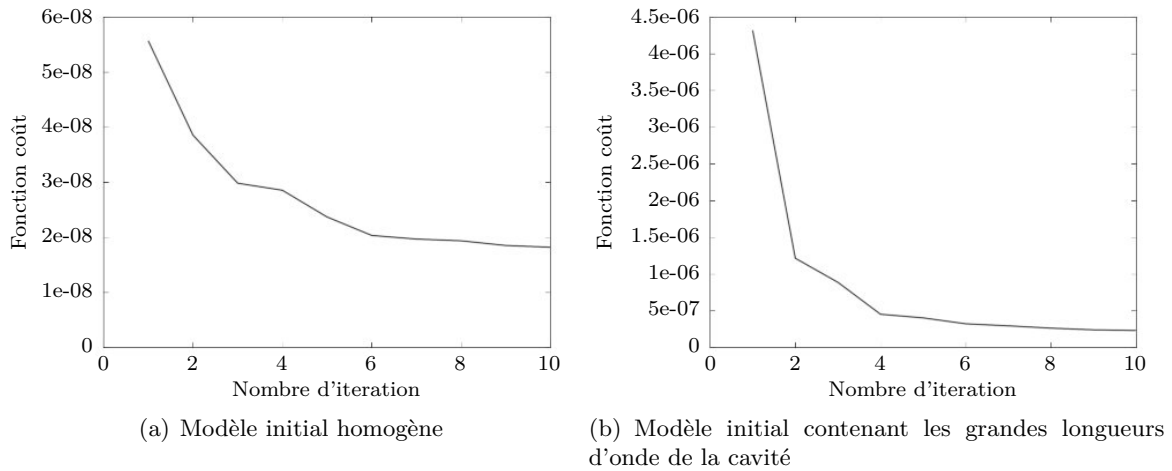 6e-08
5e-08
4e-08
3e-08
2e-08
1e-08
0
0 2 4 6 8 10
Fonction coût
Nombre d'iteration
(a) Modèle initial homogène
4.5e-06
4e-06
3.5e-06
3e-06
2.5e-06
2e-06
1.5e-06
1e-06
5e-07
0
0 2 4 6 8 10
Fonction coût
Nombre d'iteration
(b) Modèle initial contenant les grandes longueurs
d'onde de la cavité